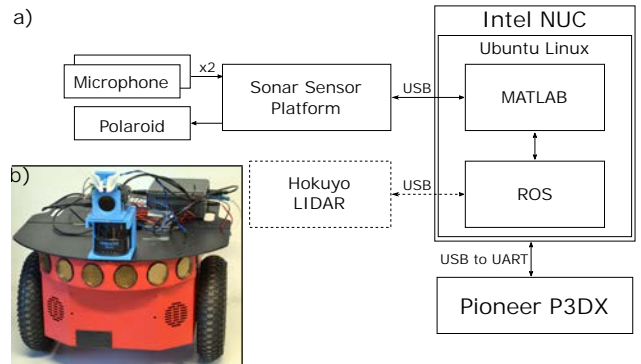 a)
Intel NUC
Ubuntu Linux
x2
Microphone
Sonar Sensor
Platform
USB
MATLAB
Polaroid
b)
Hokuyo
LIDAR
USB
ROS
USB to UART
Pioneer P3DX